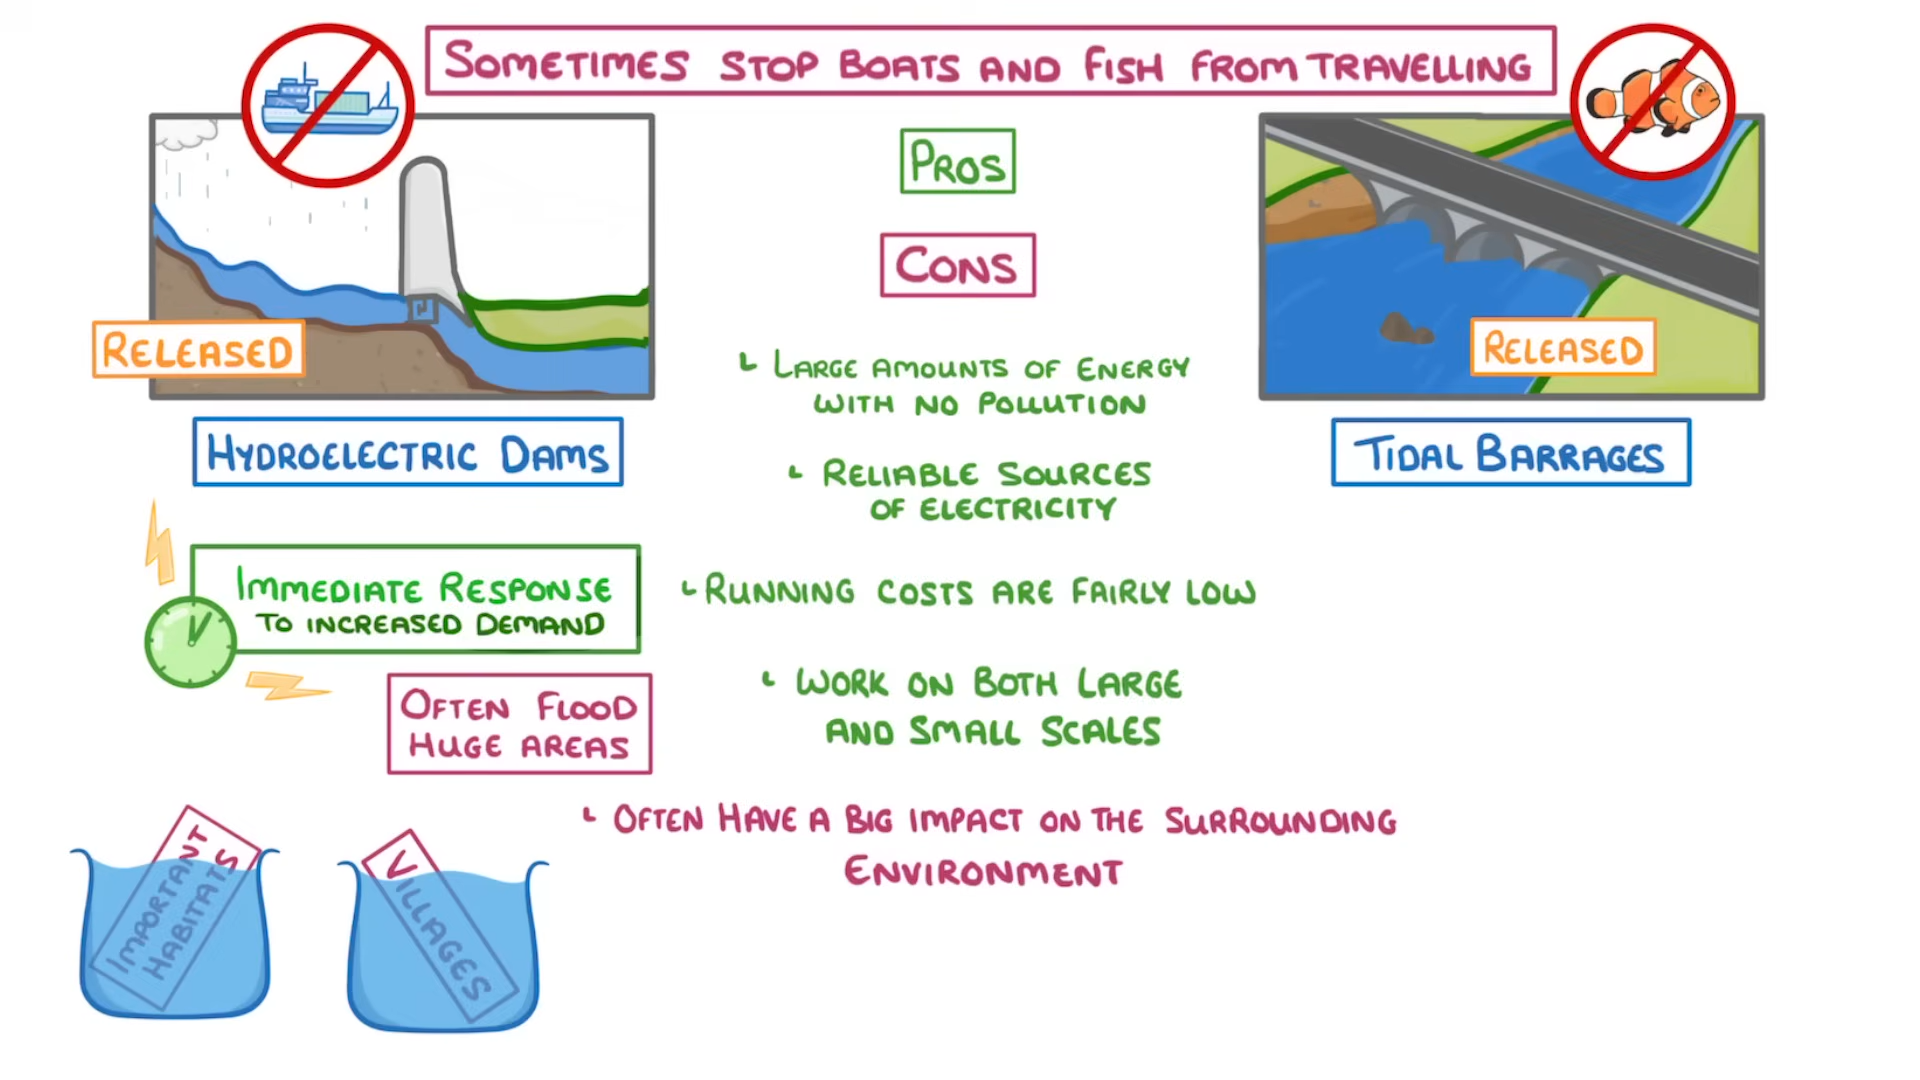 SOMETIMES STOP BOATS AND FISH FROM TRAVELLING
PROS
CONS
RELEASED
RELEASED
HYDROELECTRIC DAMS
TIDAL BARRAGES
LARGE AMOUNTS OF ENERGY
WITH NO POLLUTION
RELIABLE SOURCES
OF ELECTRICITY
IMMEDIATE RESPONSE
TO INCREASED DEMAND
RUNNING COSTS ARE FAIRLY LOW
OFTEN FLOOD
HUGE AREAS
WORK ON BOTH LARGE
AND SMALL SCALES
OFTEN HAVE A BIG IMPACT ON THE SURROUNDING
ENVIRONMENT
IMPORTANT
HABITATS
VILLAGES